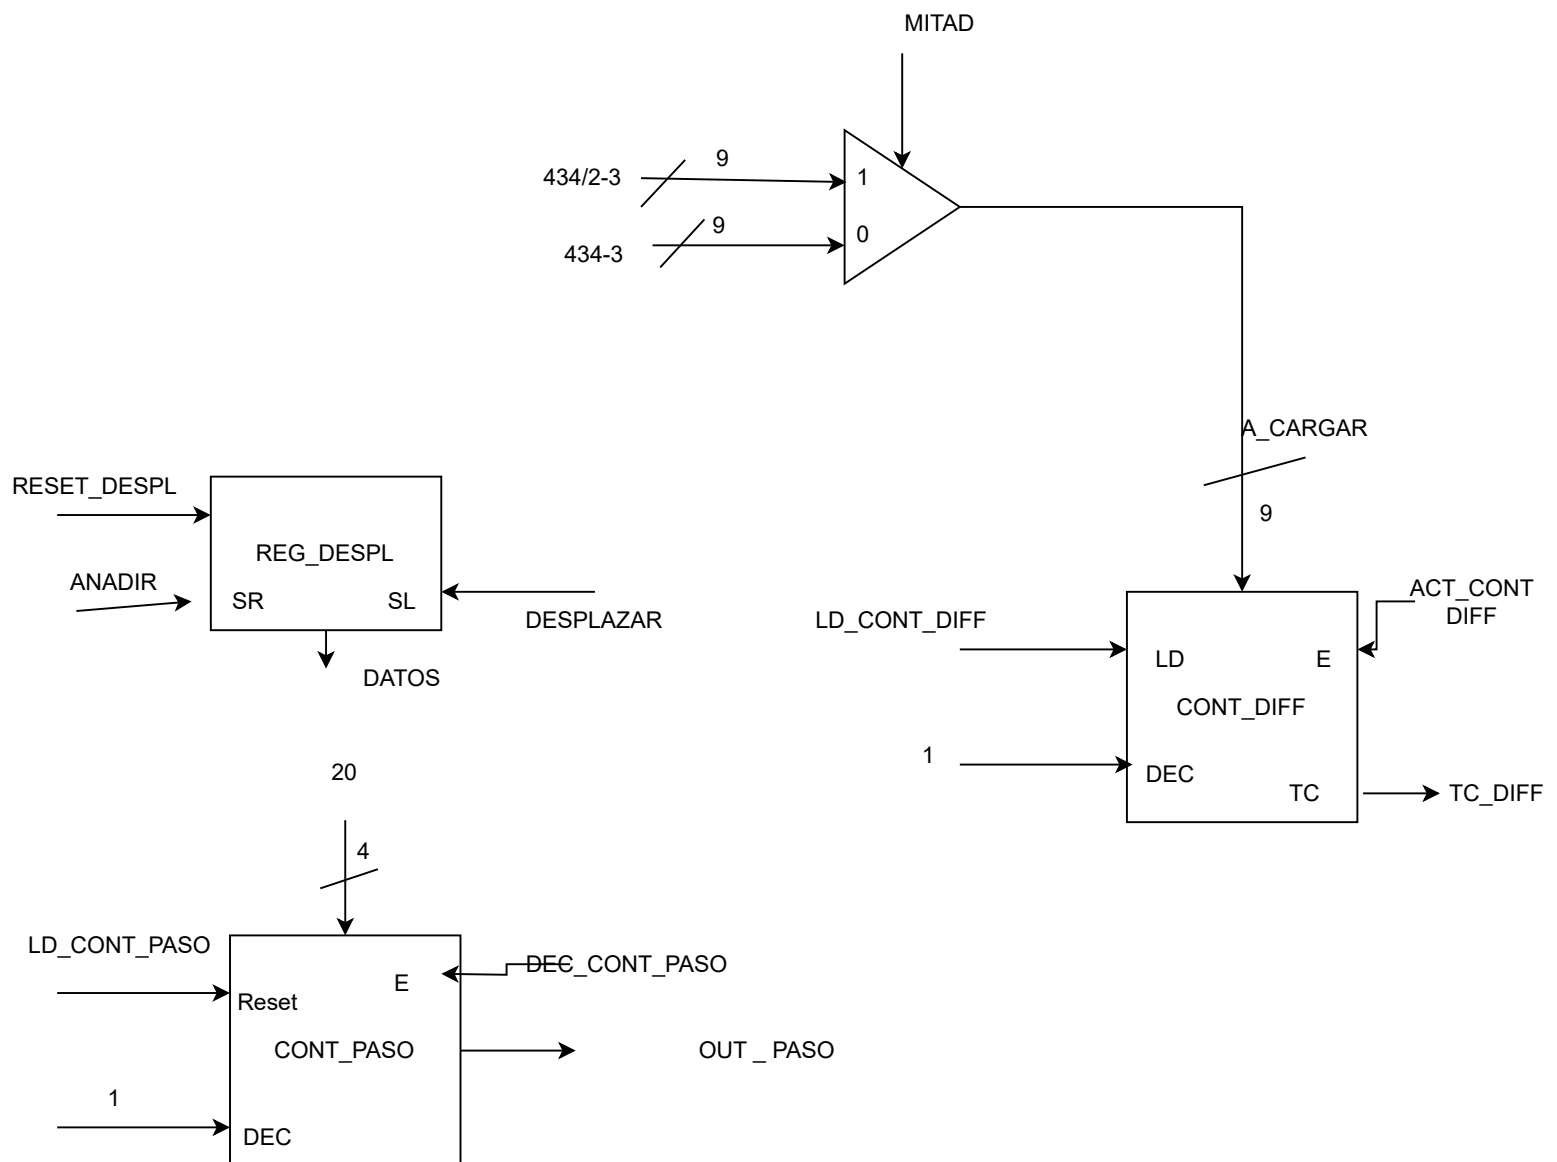 MITAD
434/2-3
9
1
9
434-3
0
A_CARGAR
9
RESET_DESPL
REG_DESPL
ANADIR
SR
SL
DESPLAZAR
DATOS
LD_CONT_DIFF
ACT_CONT
DIFF
LD
E
CONT_DIFF
1
DEC
TC
TC_DIFF
20
4
LD_CONT_PASO
DEC_CONT_PASO
E
Reset
CONT_PASO
OUT _ PASO
1
DEC